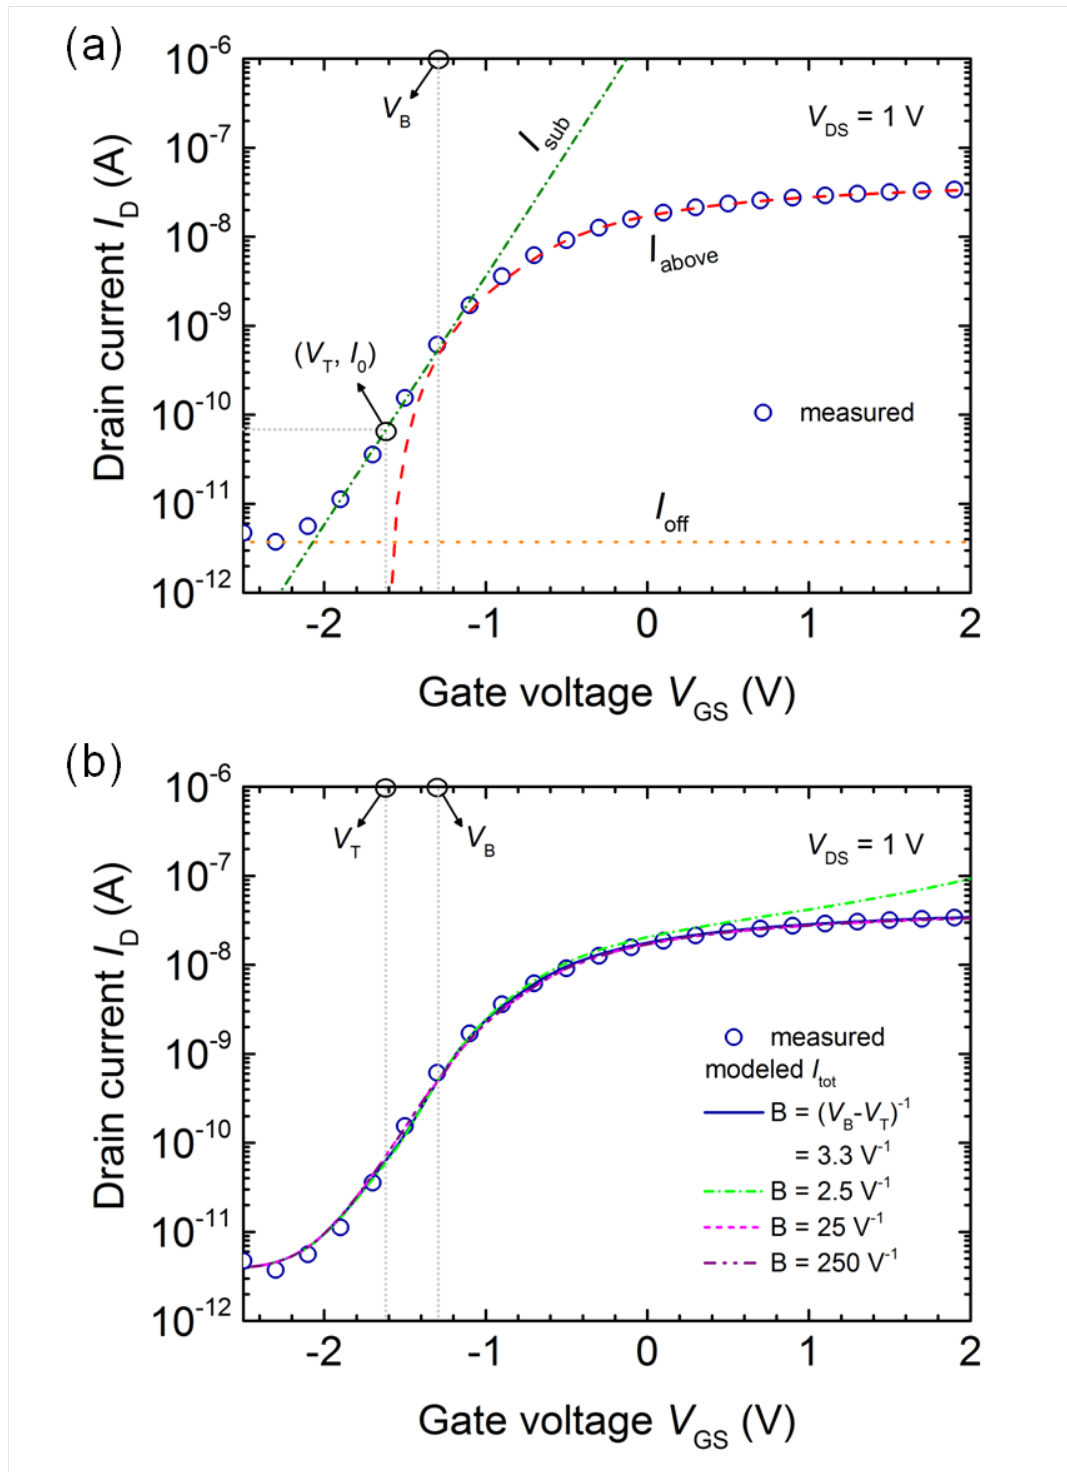 (a)
10^-6
10^-7
10^-8
10^-9
10^-10
10^-11
10^-12
Drain current I_D (A)
V_B
I_sub
V_DS = 1 V
I_above
(V_T, I_0)
measured
I_off
-2 -1 0 1 2
Gate voltage V_GS (V)
(b)
10^-6
10^-7
10^-8
10^-9
10^-10
10^-11
10^-12
Drain current I_D (A)
V_T
V_B
V_DS = 1 V
measured
modeled I_tot
B = (V_B-V_T)^-1
= 3.3 V^-1
B = 2.5 V^-1
B = 25 V^-1
B = 250 V^-1
-2 -1 0 1 2
Gate voltage V_GS (V)